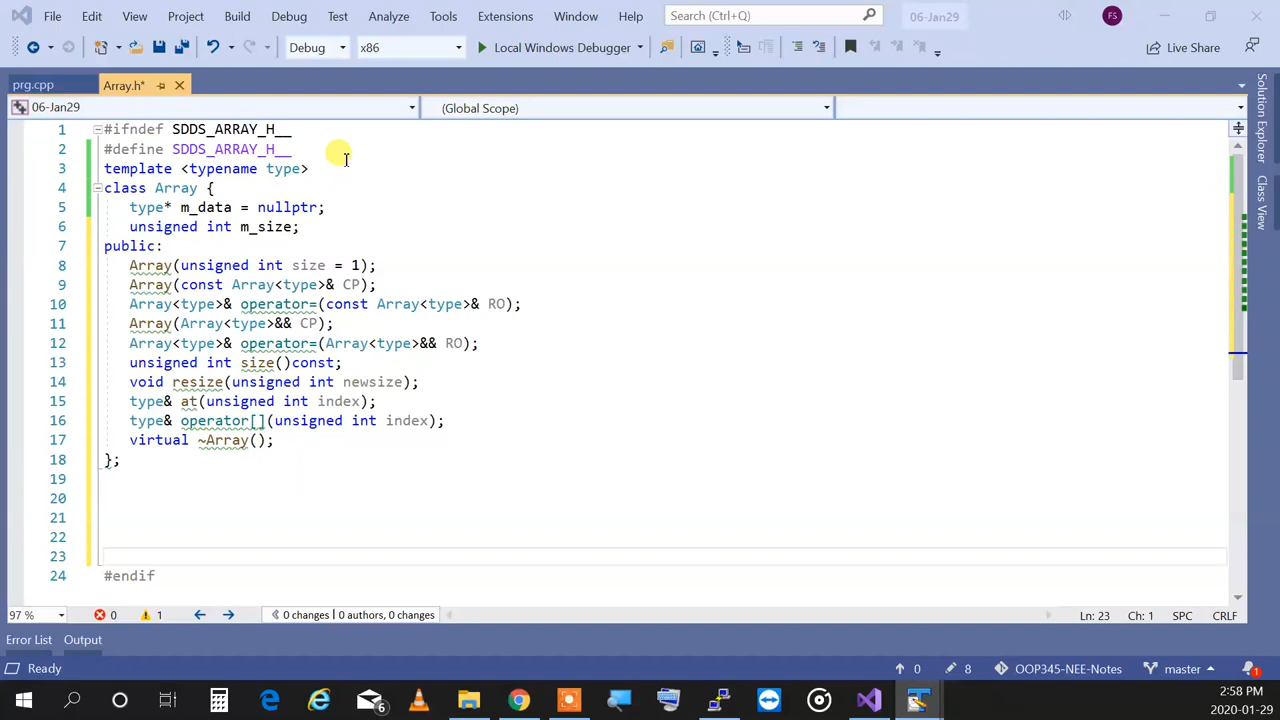 File Edit View Project Build Debug Test Analyze Tools Extensions Window Help Search (Ctrl+Q) 06-Jan29 FS
Debug x86 Local Windows Debugger Live Share
prg.cpp Array.h*
06-Jan29 (Global Scope)
1 #ifndef SDDS_ARRAY_H__
2 #define SDDS_ARRAY_H__
3 template <typename type>
4 class Array {
5 type* m_data = nullptr;
6 unsigned int m_size;
7 public:
8 Array(unsigned int size = 1);
9 Array(const Array<type>& CP);
10 Array<type>& operator=(const Array<type>& RO);
11 Array(Array<type>&& CP);
12 Array<type>& operator=(Array<type>&& RO);
13 unsigned int size()const;
14 void resize(unsigned int newsize);
15 type& at(unsigned int index);
16 type& operator[](unsigned int index);
17 virtual ~Array();
18 };
19
20
21
22
23
24 #endif
Solution Explorer
Class View
97 % 0 1 0 changes | 0 authors, 0 changes Ln: 23 Ch: 1 SPC CRLF
Error List Output
Ready 0 8 OOP345-NEE-Notes master 1
6
2:58 PM
2020-01-29